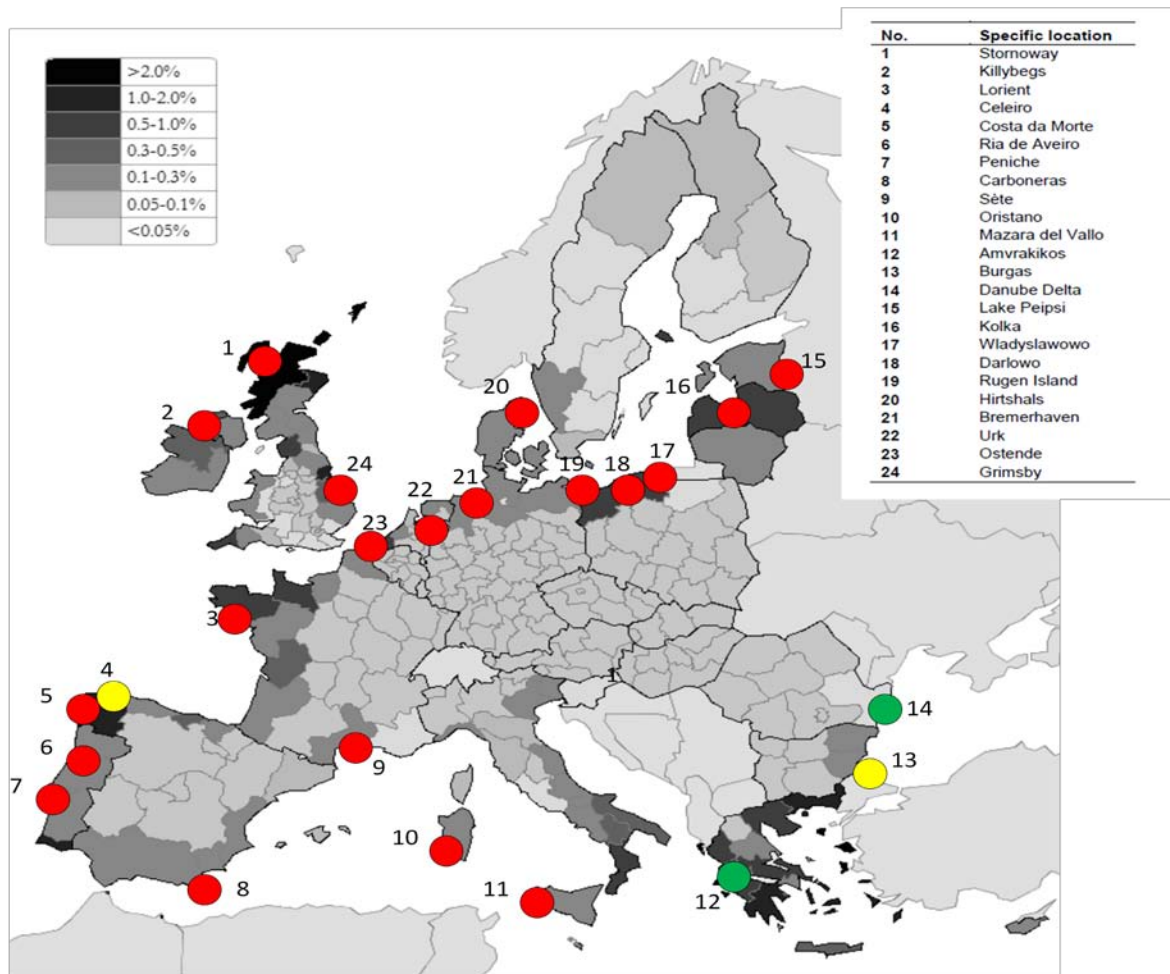 >2.0%
1.0-2.0%
0.5-1.0%
0.3-0.5%
0.1-0.3%
0.05-0.1%
<0.05%
No. Specific location
1 Stornoway
2 Killybegs
3 Lorient
4 Celeiro
5 Costa da Morte
6 Ria de Aveiro
7 Peniche
8 Carboneras
9 Sète
10 Oristano
11 Mazara del Vallo
12 Amvrakikos
13 Burgas
14 Danube Delta
15 Lake Peipsi
16 Kolka
17 Wladyslawowo
18 Darlowo
19 Rugen Island
20 Hirtshals
21 Bremerhaven
22 Urk
23 Ostende
24 Grimsby
1
2
20
16
15
24
22
21
19
18
17
23
3
4
5
6
7
9
8
10
11
1
14
13
12